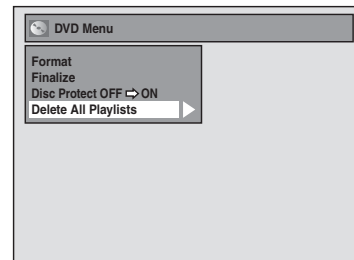 DVD Menu
Format
Finalize
Disc Protect OFF ⇨ ON
Delete All Playlists